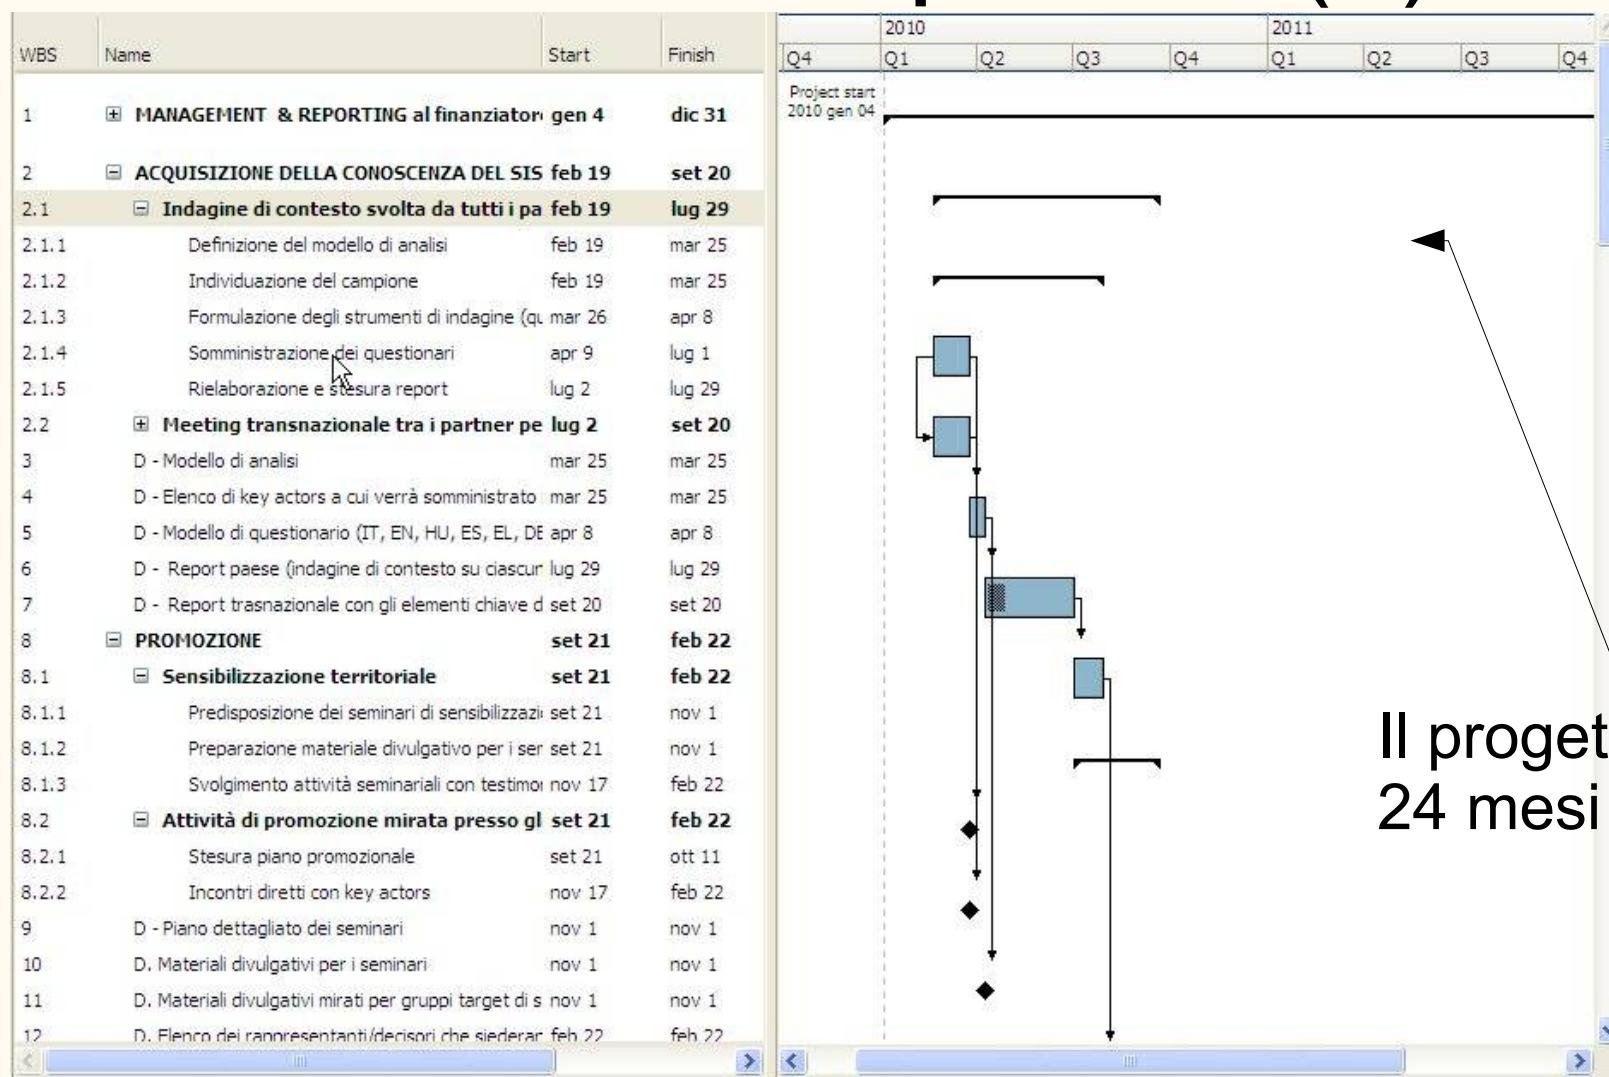 WBS Name Start Finish
1 MANAGEMENT & REPORTING al finanziator gen 4 dic 31
2 ACQUISIZIONE DELLA CONOSCENZA DEL SIS feb 19 set 20
2.1 Indagine di contesto svolta da tutti i pa feb 19 lug 29
2.1.1 Definizione del modello di analisi feb 19 mar 25
2.1.2 Individuazione del campione feb 19 mar 25
2.1.3 Formulazione degli strumenti di indagine (qu mar 26 apr 8
2.1.4 Somministrazione dei questionari apr 9 lug 1
2.1.5 Rielaborazione e stesura report lug 2 lug 29
2.2 Meeting transnazionale tra i partner pe lug 2 set 20
3 D - Modello di analisi mar 25 mar 25
4 D - Elenco di key actors a cui verrà somministrato mar 25 mar 25
5 D - Modello di questionario (IT, EN, HU, ES, EL, DE apr 8 apr 8
6 D - Report paese (indagine di contesto su ciascun lug 29 lug 29
7 D - Report trasnazionale con gli elementi chiave d set 20 set 20
8 PROMOZIONE set 21 feb 22
8.1 Sensibilizzazione territoriale set 21 feb 22
8.1.1 Predisposizione dei seminari di sensibilizzazi set 21 nov 1
8.1.2 Preparazione materiale divulgativo per i ser set 21 nov 1
8.1.3 Svolgimento attività seminariali con testimo nov 17 feb 22
8.2 Attività di promozione mirata presso gl set 21 feb 22
8.2.1 Stesura piano promozionale set 21 ott 11
8.2.2 Incontri diretti con key actors nov 17 feb 22
9 D - Piano dettagliato dei seminari nov 1 nov 1
10 D. Materiali divulgativi per i seminari nov 1 nov 1
11 D. Materiali divulgativi mirati per gruppi target di s nov 1 nov 1
12 D. Elenco dei rappresentanti/decisori che siederan feb 22 feb 22
2010 2011
Q4 Q1 Q2 Q3 Q4 Q1 Q2 Q3 Q4
Project start
2010 gen 04
Il proget
24 mesi